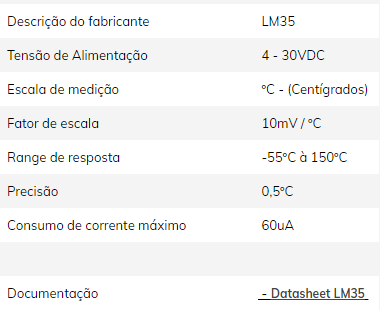 Descrição do fabricante LM35
Tensão de Alimentação 4 - 30VDC
Escala de medição ºC - (Centígrados)
Fator de escala 10mV / ºC
Range de resposta -55ºC à 150ºC
Precisão 0,5ºC
Consumo de corrente máximo 60uA
Documentação - Datasheet LM35